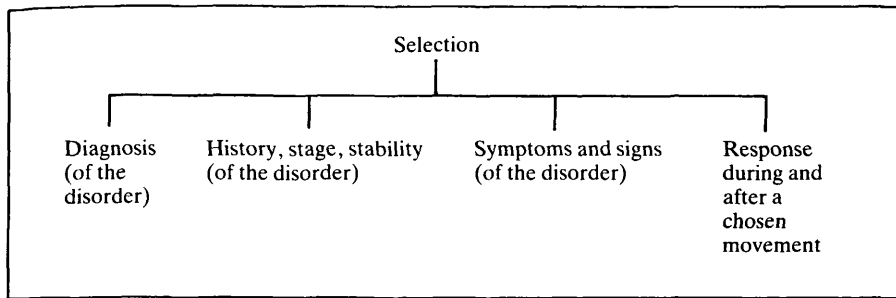 Selection
Diagnosis
(of the
disorder)
History, stage, stability
(of the disorder)
Symptoms and signs
(of the disorder)
Response
during and
after a
chosen
movement